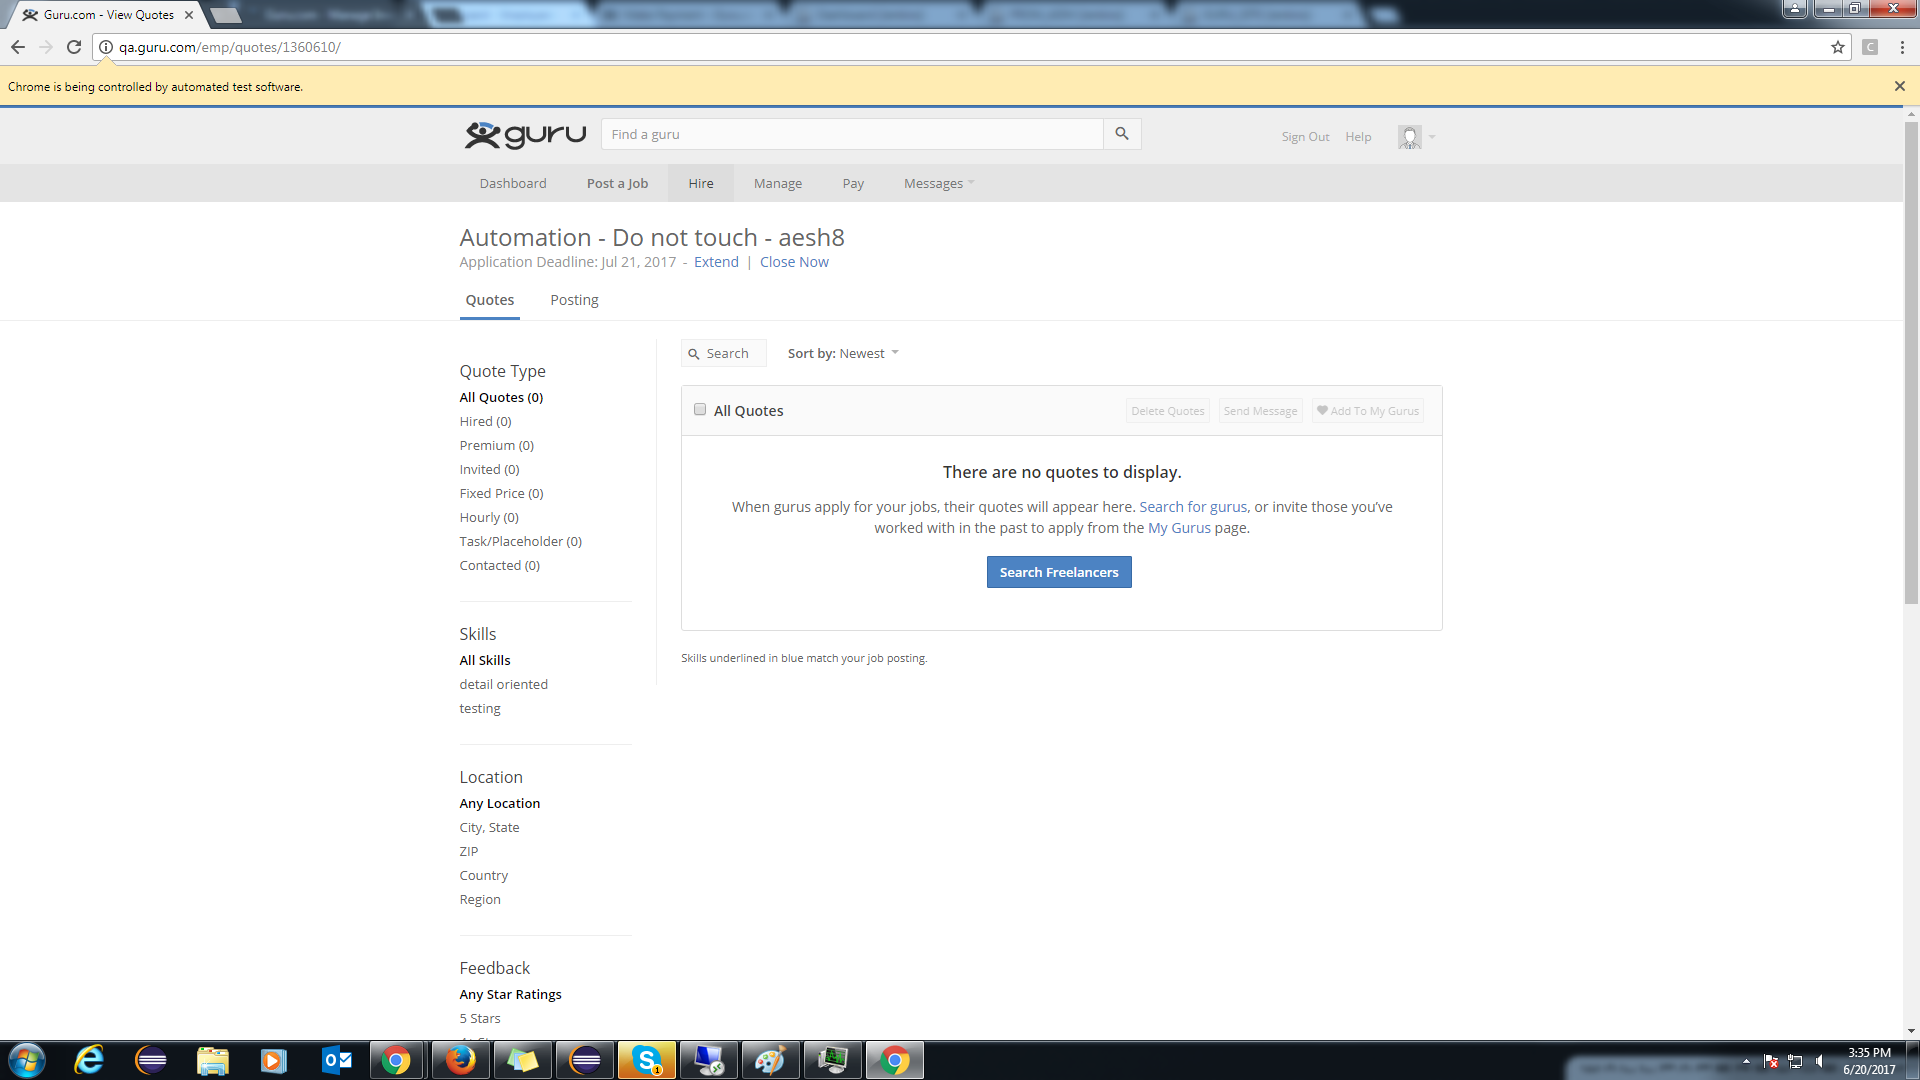 Guru.com - View Quotes
qa.guru.com/emp/quotes/1360610/
C
Chrome is being controlled by automated test software.
guru
Find a guru
Sign Out Help
Dashboard Post a Job Hire Manage Pay Messages
Automation - Do not touch - aesh8
Application Deadline: Jul 21, 2017 - Extend | Close Now
Quotes Posting
Search Sort by: Newest
Quote Type
All Quotes (0)
Hired (0)
Premium (0)
Invited (0)
Fixed Price (0)
Hourly (0)
Task/Placeholder (0)
Contacted (0)
All Quotes Delete Quotes Send Message Add To My Gurus
There are no quotes to display.
When gurus apply for your jobs, their quotes will appear here. Search for gurus, or invite those you've
worked with in the past to apply from the My Gurus page.
Search Freelancers
Skills underlined in blue match your job posting.
Skills
All Skills
detail oriented
testing
Location
Any Location
City, State
ZIP
Country
Region
Feedback
Any Star Ratings
5 Stars
3:35 PM
6/20/2017